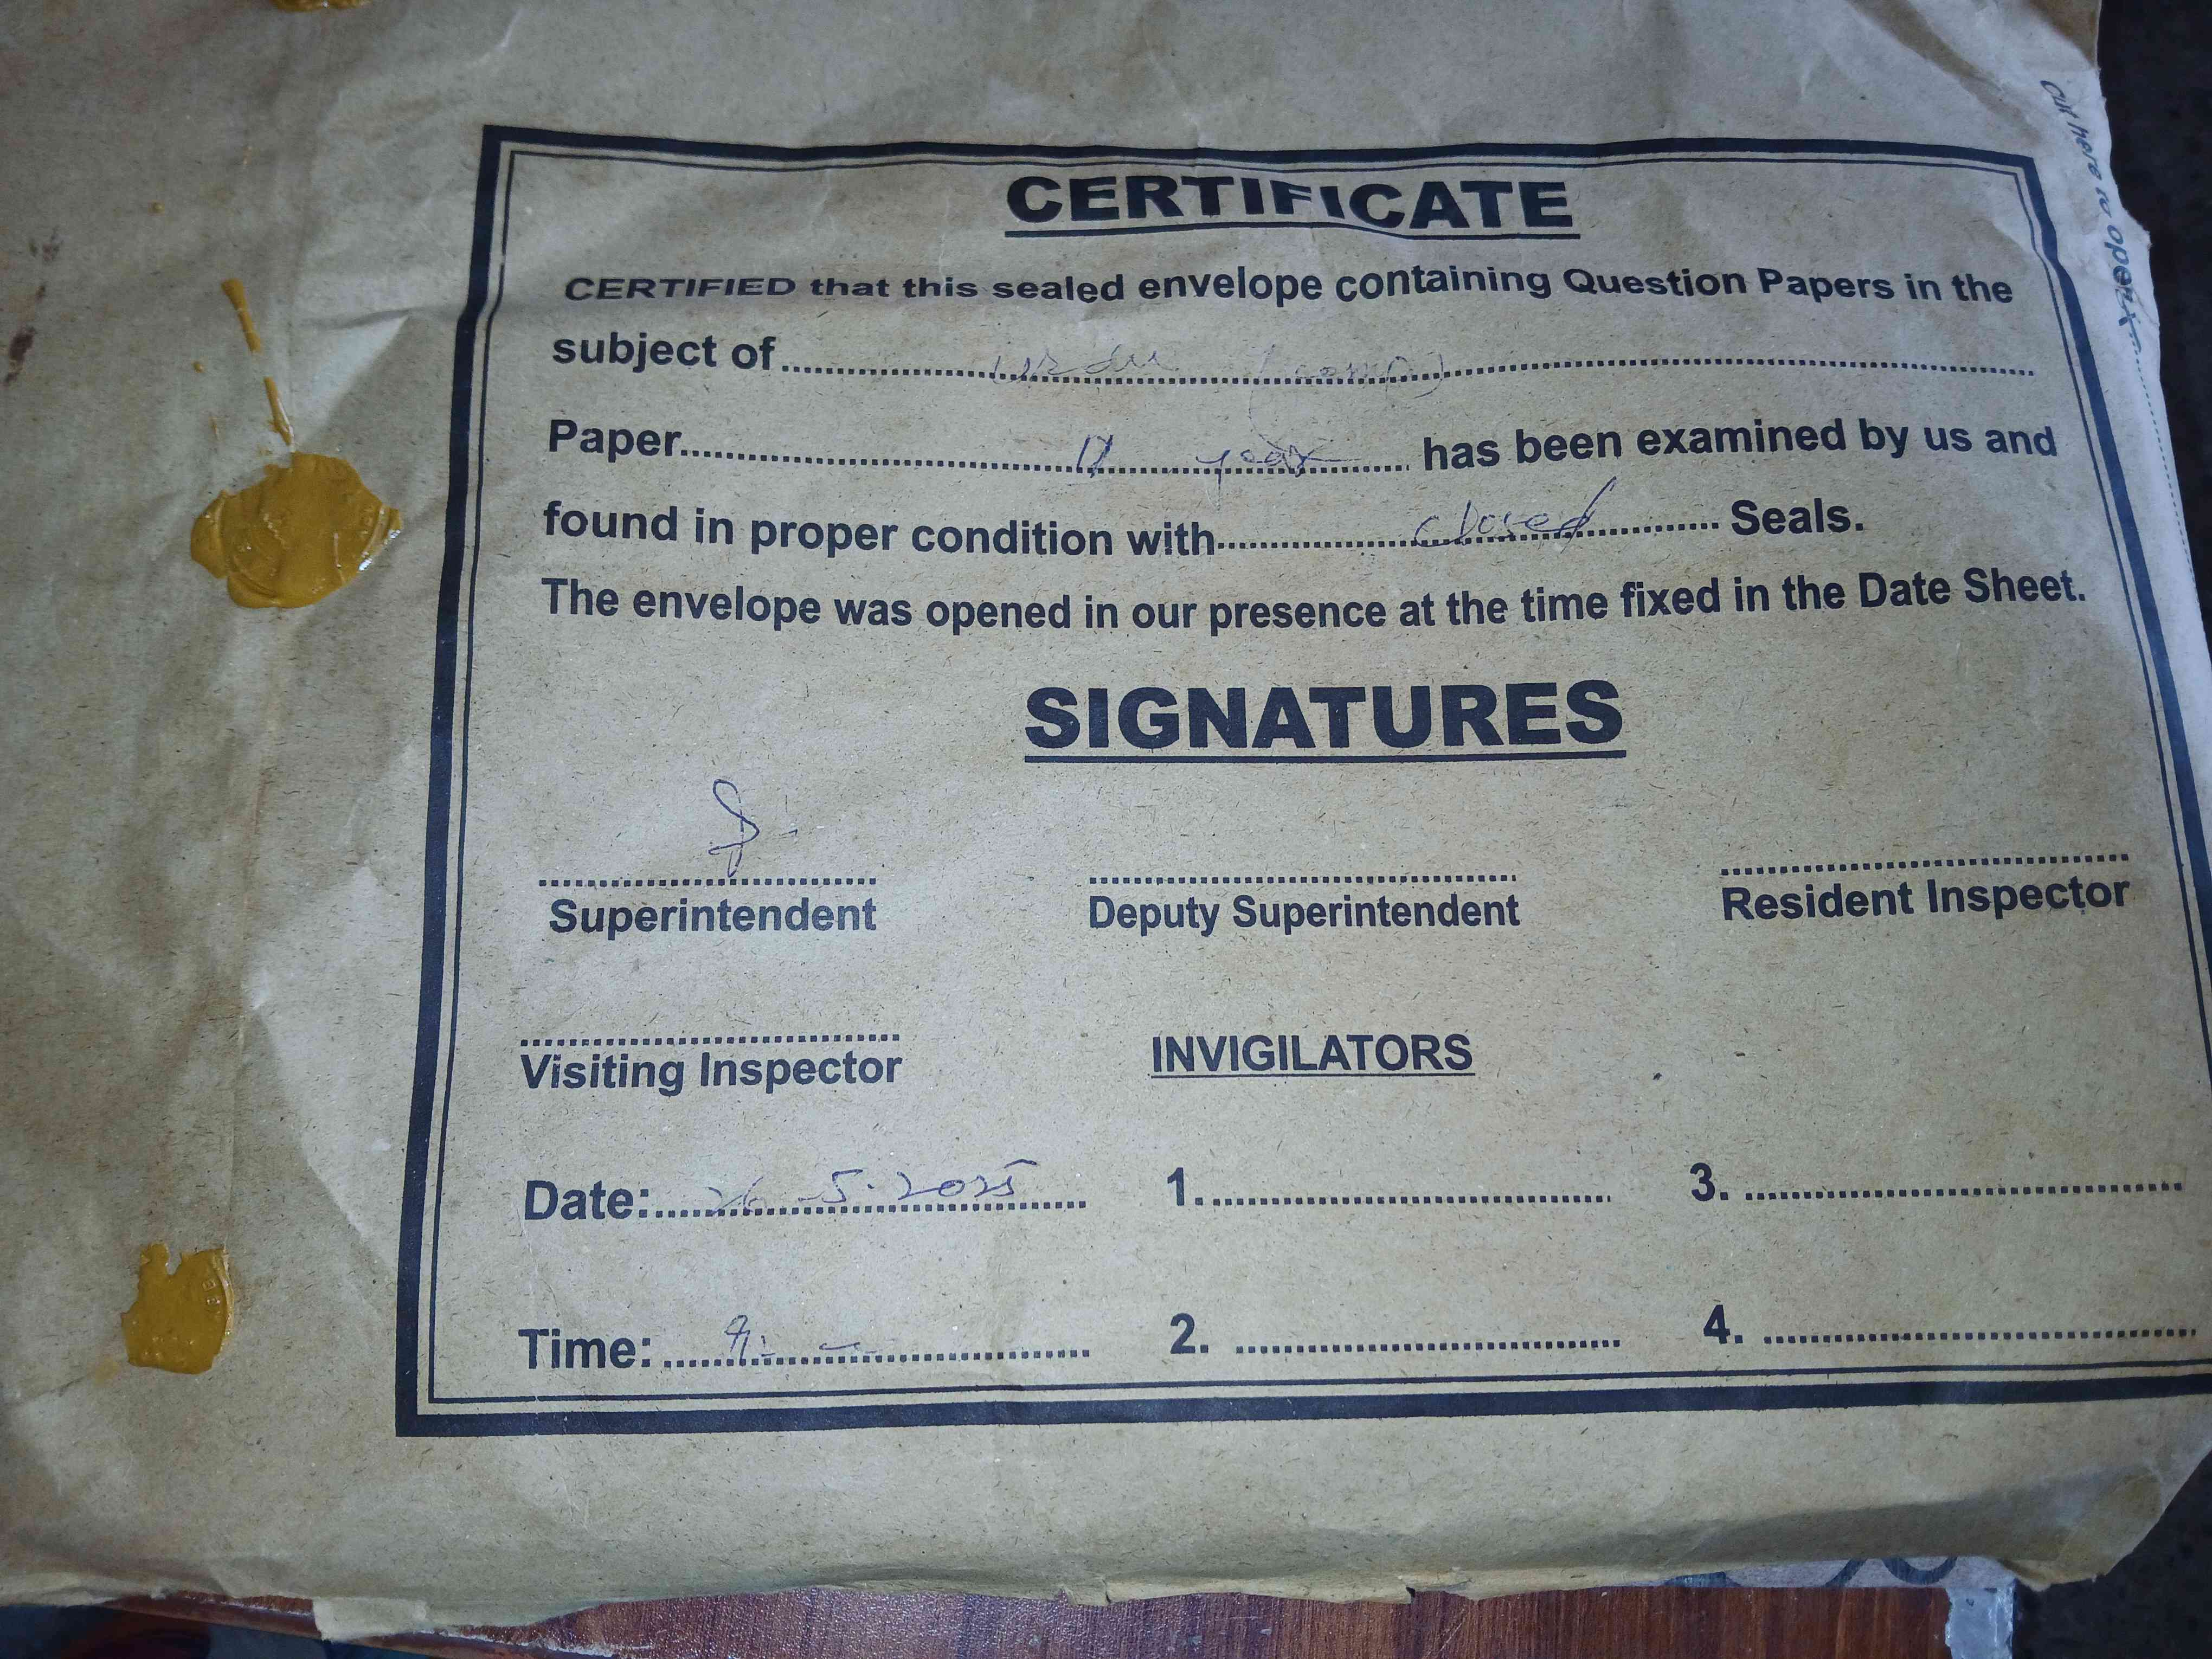 CERTIFICATE
CERTIFIED that this sealed envelope containing Question Papers in the
subject of Urdu (comp)
Paper II year has been examined by us and
found in proper condition with closed Seals.
The envelope was opened in our presence at the time fixed in the Date Sheet.
SIGNATURES
Superintendent Deputy Superintendent Resident Inspector
Visiting Inspector INVIGILATORS
Date: 26-5-2025 1. 3.
Time: 9: 2. 4.
Cut Here to open